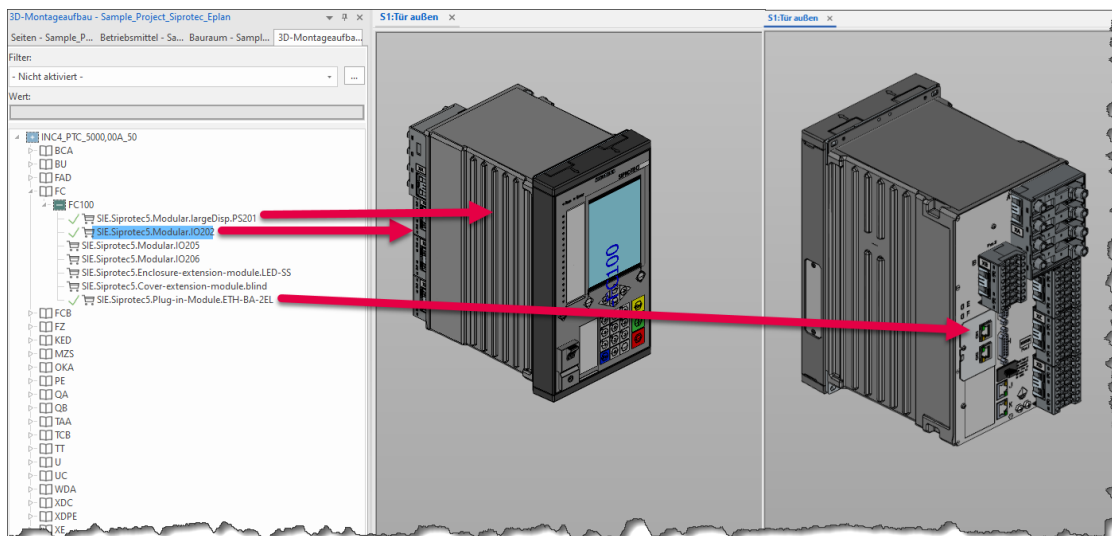 3D-Montageaufbau - Sample_Project_Siprotec_Eplan
Seiten - Sample_P... Betriebsmittel - Sa... Bauraum - Sampl... 3D-Montageaufba...
Filter:
- Nicht aktiviert -
...
Wert:
INC4_PTC_5000,00A_50
BCA
BU
FAD
FC
FC100
SIE.Siprotec5.Modular.largeDisp.PS201
SIE.Siprotec5.Modular.IO202
SIE.Siprotec5.Modular.IO205
SIE.Siprotec5.Modular.IO206
SIE.Siprotec5.Enclosure-extension-module.LED-SS
SIE.Siprotec5.Cover-extension-module.blind
SIE.Siprotec5.Plug-in-Module.ETH-BA-2EL
FCB
FZ
KED
MZS
OKA
PE
QA
QB
TAA
TCB
TT
U
UC
WDA
XDC
XDPE
XE
S1:Tür außen
SIPROTEC
FC100
S1:Tür außen
E
F
J